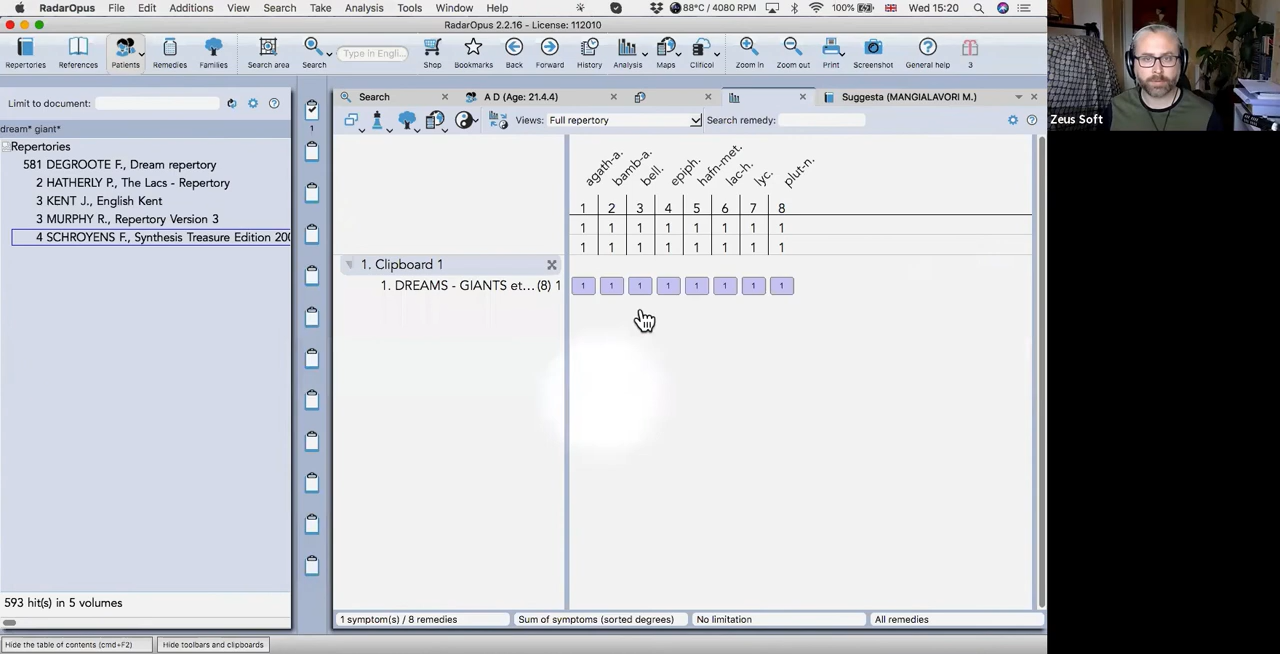 RadarOpus File Edit Additions View Search Take Analysis Tools Window Help 88°C / 4080 RPM 100% Wed 15:20
RadarOpus 2.2.16 - License: 112010
Repertories References Patients Remedies Families Search area Search Type in Engli... Shop Bookmarks Back Forward History Analysis Maps Clificol Zoom in Zoom out Print Screenshot General help 3
Limit to document:
Search A D (Age: 21.4.4) Suggesta (MANGIALAVORI M.)
Views: Full repertory Search remedy:
dream* giant*
1
Repertories
581 DEGROOTE F., Dream repertory
2 HATHERLY P., The Lacs - Repertory
3 KENT J., English Kent
3 MURPHY R., Repertory Version 3
4 SCHROYENS F., Synthesis Treasure Edition 200
593 hit(s) in 5 volumes
agath-a. bamb-a. bell. epiph. hafn-met. lac-h. lyc. plut-n.
1 2 3 4 5 6 7 8
1 1 1 1 1 1 1 1
1 1 1 1 1 1 1 1
1. Clipboard 1
1. DREAMS - GIANTS et... (8) 1 1 1 1 1 1 1 1 1
1 symptom(s) / 8 remedies Sum of symptoms (sorted degrees) No limitation All remedies
Hide the table of contents (cmd+F2) Hide toolbars and clipboards
Zeus Soft